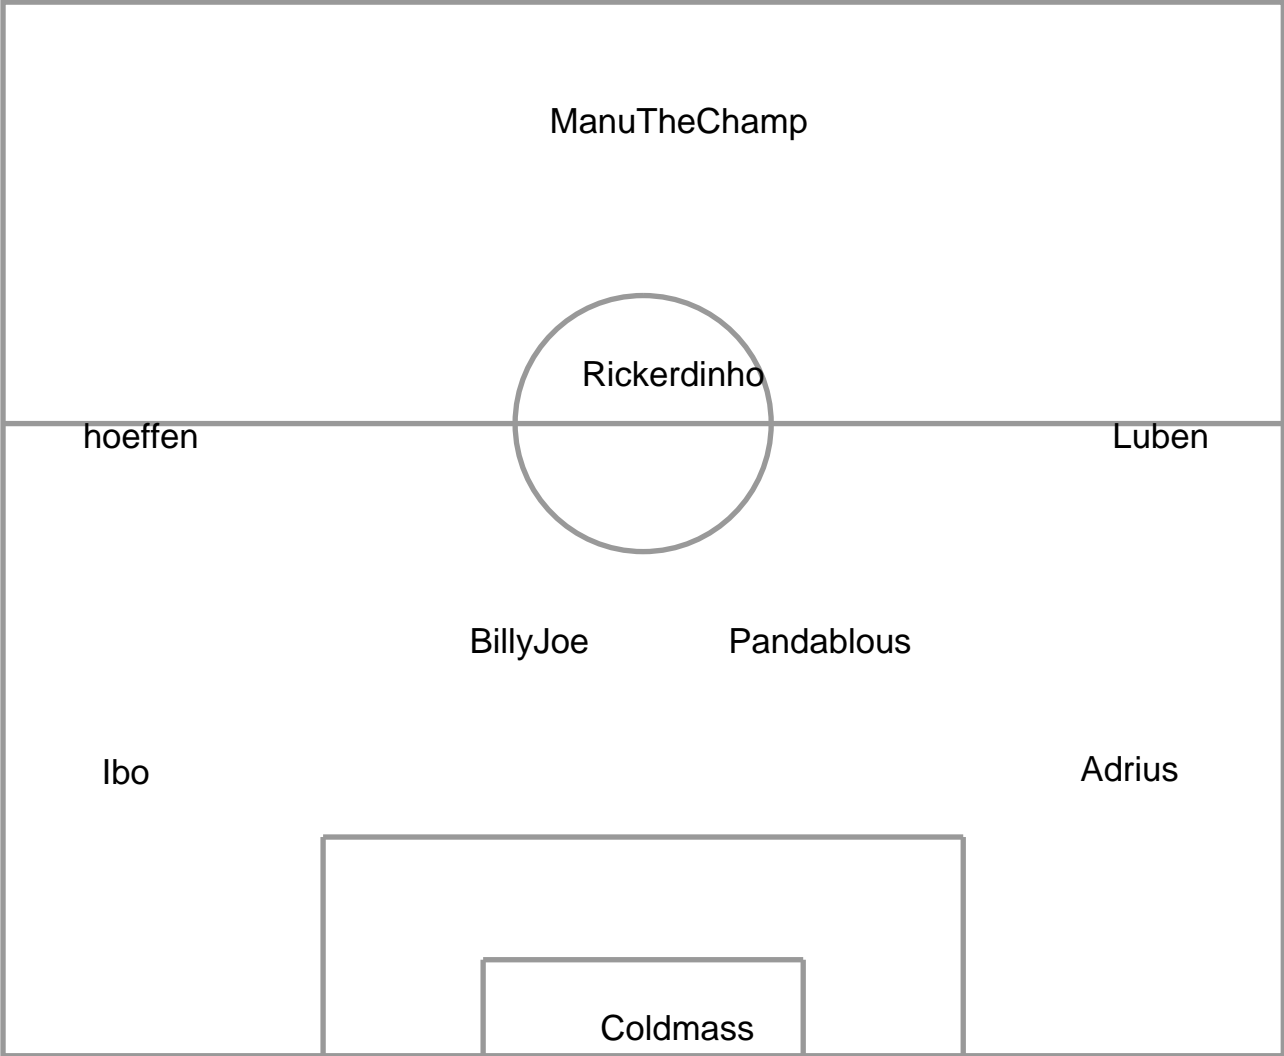 ManuTheChamp
Rickerdinho
hoeffen
Luben
BillyJoe
Pandablous
Ibo
Adrius
Coldmass